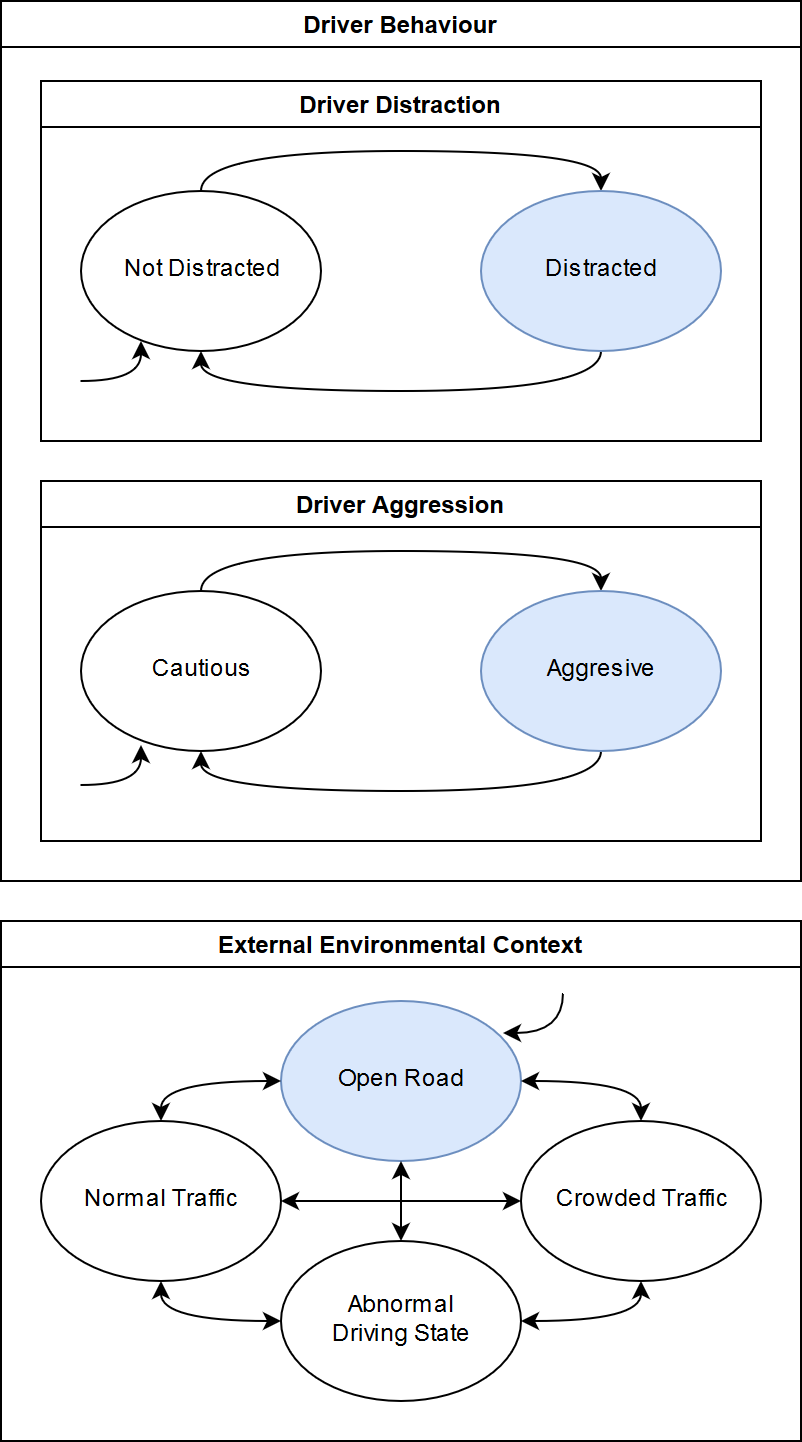 Driver Behaviour
Driver Distraction
Not Distracted
Distracted
Driver Aggression
Cautious
Aggresive
External Environmental Context
Open Road
Normal Traffic
Crowded Traffic
Abnormal
Driving State